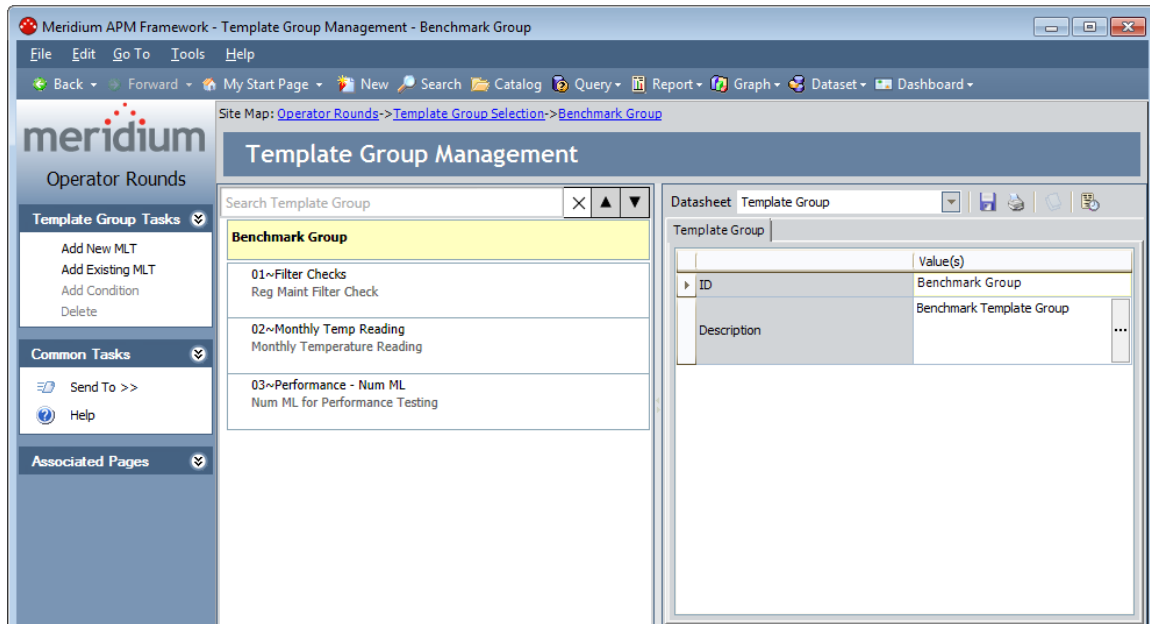 Meridium APM Framework - Template Group Management - Benchmark Group
File Edit Go To Tools Help
Back Forward My Start Page New Search Catalog Query Report Graph Dataset Dashboard
meridium
Operator Rounds
Site Map: Operator Rounds->Template Group Selection->Benchmark Group
Template Group Management
Template Group Tasks
Add New MLT
Add Existing MLT
Add Condition
Delete
Common Tasks
Send To >>
Help
Associated Pages
Search Template Group
Benchmark Group
01~Filter Checks
Reg Maint Filter Check
02~Monthly Temp Reading
Monthly Temperature Reading
03~Performance - Num ML
Num ML for Performance Testing
Datasheet Template Group
Template Group
Value(s)
ID Benchmark Group
Description Benchmark Template Group
...